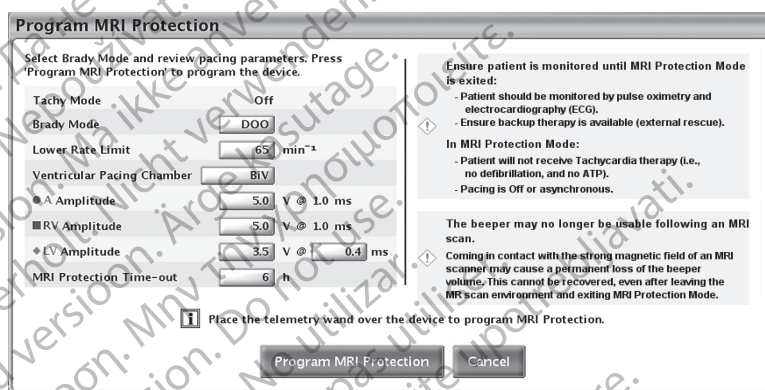 Program MRI Protection
Select Brady Mode and review pacing parameters. Press
'Program MRI Protection' to program the device.
Tachy Mode Off
Brady Mode DOO
Lower Rate Limit 65 min⁻¹
Ventricular Pacing Chamber BiV
A Amplitude 5.0 V @ 1.0 ms
RV Amplitude 5.0 V @ 1.0 ms
LV Amplitude 3.5 V @ 0.4 ms
MRI Protection Time-out 6 h
Ensure patient is monitored until MRI Protection Mode
is exited:
- Patient should be monitored by pulse oximetry and
electrocardiography (ECG).
- Ensure backup therapy is available (external rescue).
In MRI Protection Mode:
- Patient will not receive Tachycardia therapy (i.e.,
no defibrillation, and no ATP).
- Pacing is Off or asynchronous.
The beeper may no longer be usable following an MRI
scan.
Coming in contact with the strong magnetic field of an MRI
scanner may cause a permanent loss of the beeper
volume. This cannot be recovered, even after leaving the
MR scan environment and exiting MRI Protection Mode.
i Place the telemetry wand over the device to program MRI Protection.
Program MRI Protection Cancel